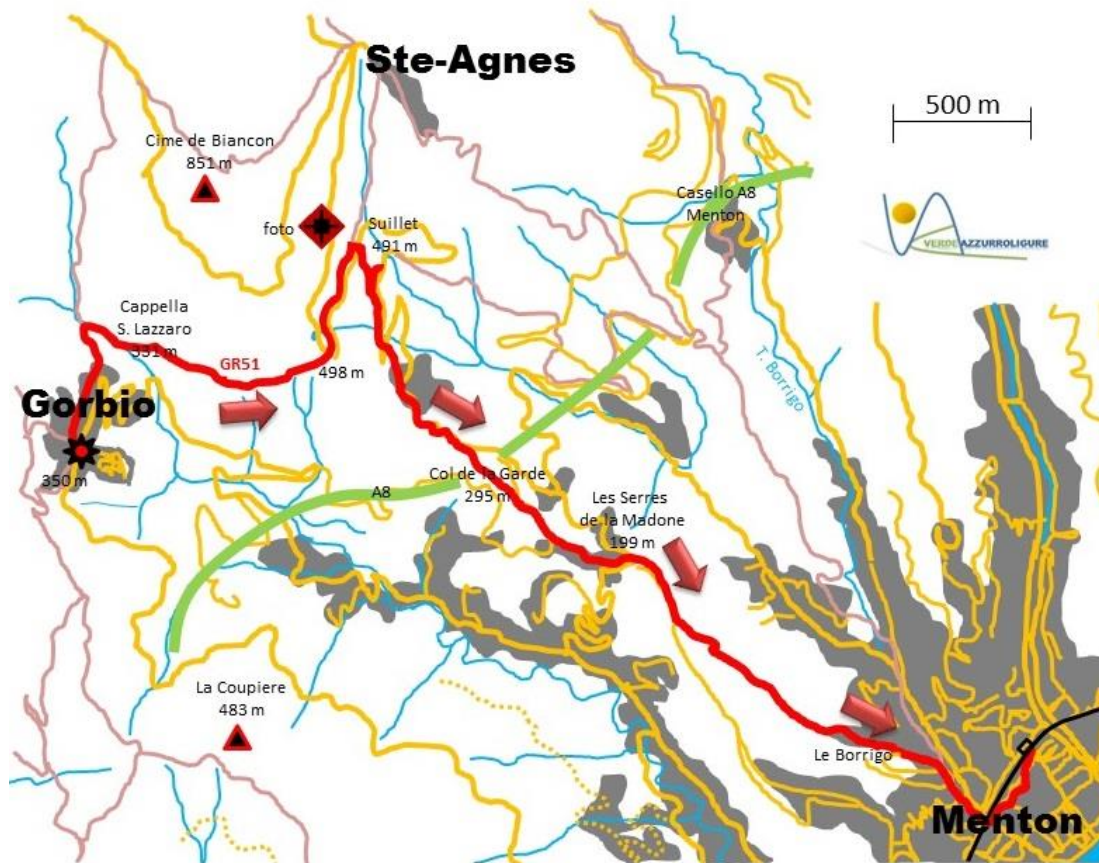 Ste-Agnes
500 m
Cime de Biancon
851 m
Casello A8
Menton
foto
Suillet
491 m
VERDEAZZURROLIGURE
Cappella
S. Lazzaro
331 m
GR51
498 m
T. Borrigo
Gorbio
350 m
A8
Col de la Garde
295 m
Les Serres
de la Madone
199 m
La Coupiere
483 m
Le Borrigo
Menton